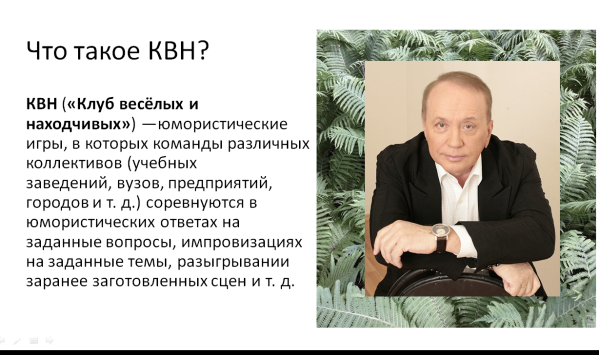 Что такое КВН?
КВН («Клуб весёлых и
находчивых») —юмористические
игры, в которых команды различных
коллективов (учебных
заведений, вузов, предприятий,
городов и т. д.) соревнуются в
юмористических ответах на
заданные вопросы, импровизациях
на заданные темы, разыгрывании
заранее заготовленных сцен и т. д.